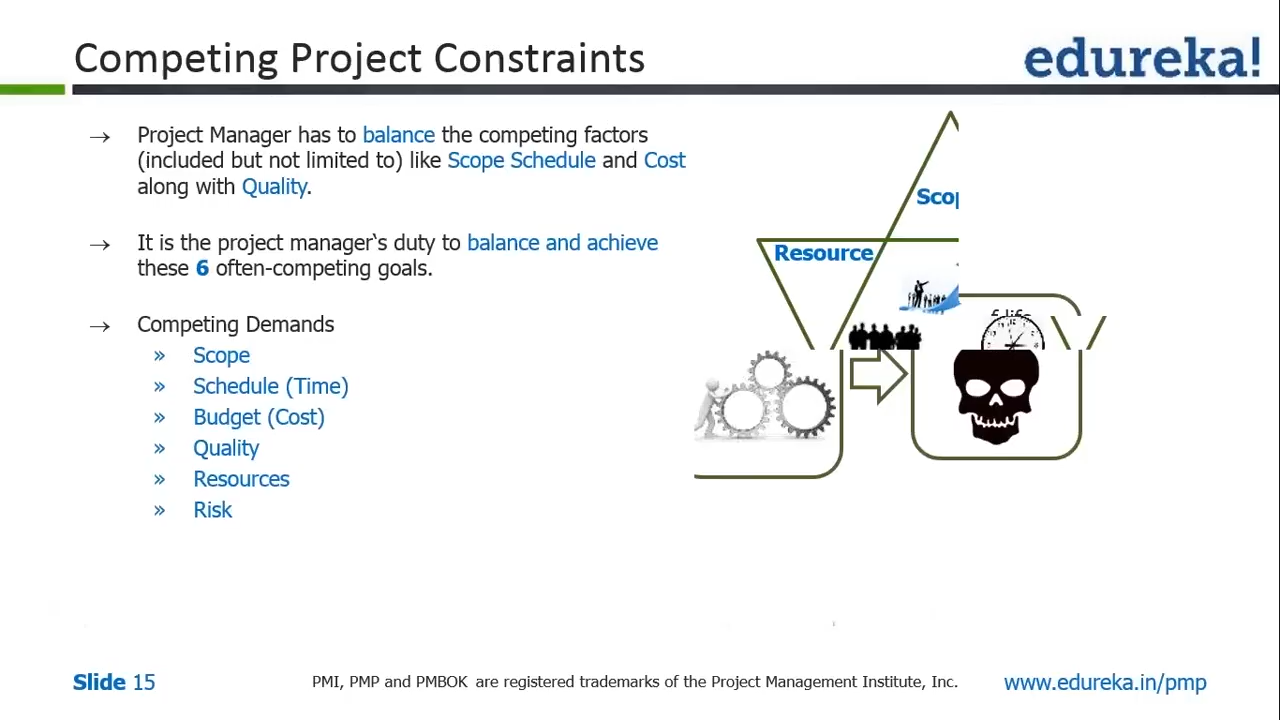 Competing Project Constraints
edureka!
→ Project Manager has to balance the competing factors
(included but not limited to) like Scope Schedule and Cost
along with Quality.
→ It is the project manager‘s duty to balance and achieve
these 6 often-competing goals.
→ Competing Demands
» Scope
» Schedule (Time)
» Budget (Cost)
» Quality
» Resources
» Risk
Resource
Slide 15
PMI, PMP and PMBOK are registered trademarks of the Project Management Institute, Inc.
www.edureka.in/pmp